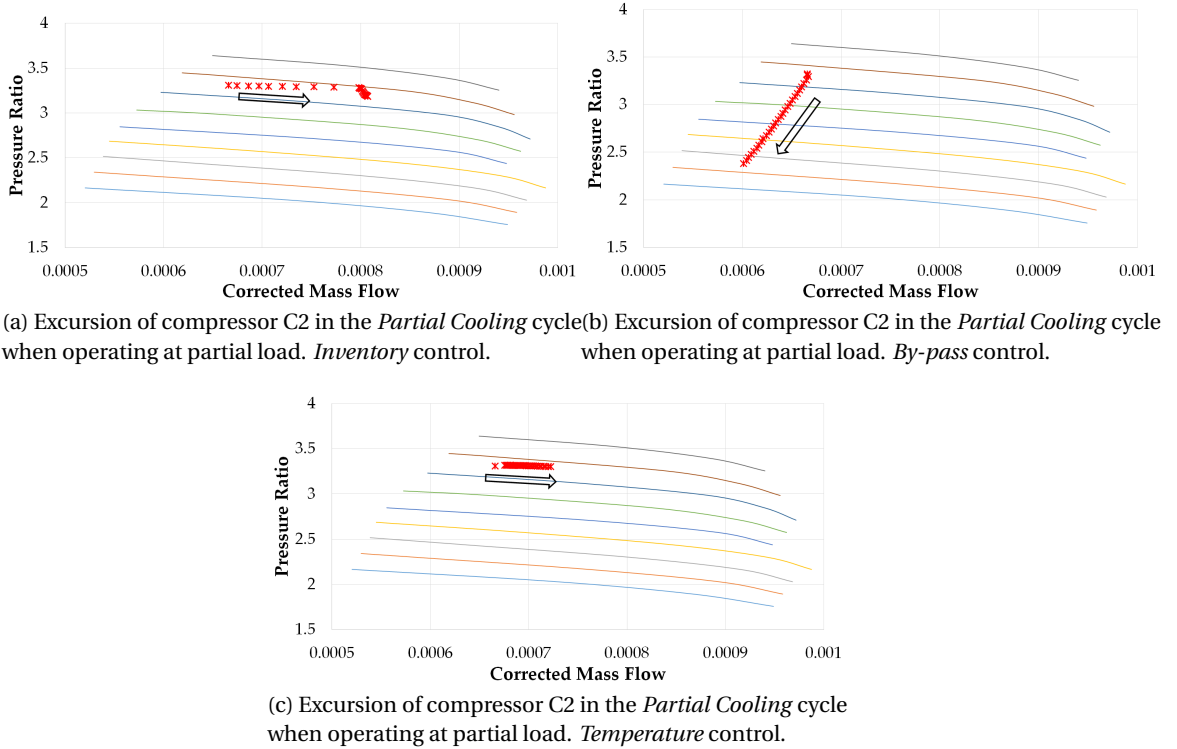 4
3.5
3
2.5
2
1.5
Pressure Ratio
0.0005 0.0006 0.0007 0.0008 0.0009 0.001
Corrected Mass Flow
(a) Excursion of compressor C2 in the Partial Cooling cycle
when operating at partial load. Inventory control.
4
3.5
3
2.5
2
1.5
Pressure Ratio
0.0005 0.0006 0.0007 0.0008 0.0009 0.001
Corrected Mass Flow
(b) Excursion of compressor C2 in the Partial Cooling cycle
when operating at partial load. By-pass control.
4
3.5
3
2.5
2
1.5
Pressure Ratio
0.0005 0.0006 0.0007 0.0008 0.0009 0.001
Corrected Mass Flow
(c) Excursion of compressor C2 in the Partial Cooling cycle
when operating at partial load. Temperature control.